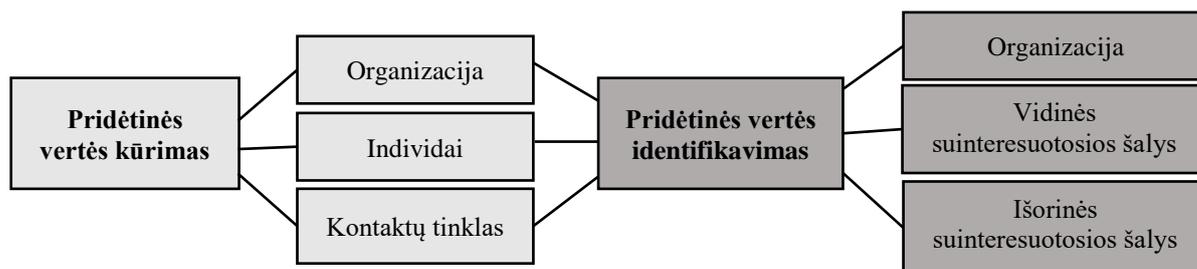 Pridėtinės
vertės kūrimas
Organizacija
Individai
Kontaktų tinklas
Pridėtinės vertės
identifikavimas
Organizacija
Vidinės
suinteresuotosios šalys
Išorinės
suinteresuotosios šalys